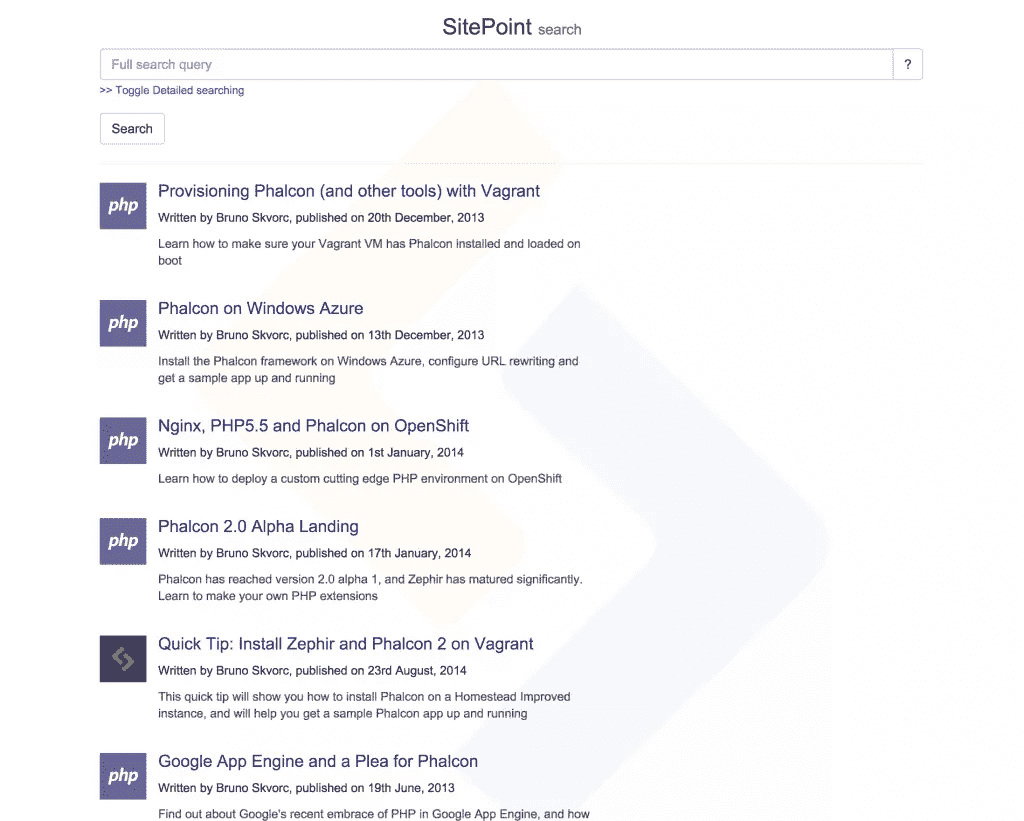 SitePoint search
Full search query
?
>> Toggle Detailed searching
Search
php
Provisioning Phalcon (and other tools) with Vagrant
Written by Bruno Skvorc, published on 20th December, 2013
Learn how to make sure your Vagrant VM has Phalcon installed and loaded on
boot
php
Phalcon on Windows Azure
Written by Bruno Skvorc, published on 13th December, 2013
Install the Phalcon framework on Windows Azure, configure URL rewriting and
get a sample app up and running
php
Nginx, PHP5.5 and Phalcon on OpenShift
Written by Bruno Skvorc, published on 1st January, 2014
Learn how to deploy a custom cutting edge PHP environment on OpenShift
php
Phalcon 2.0 Alpha Landing
Written by Bruno Skvorc, published on 17th January, 2014
Phalcon has reached version 2.0 alpha 1, and Zephir has matured significantly.
Learn to make your own PHP extensions
Quick Tip: Install Zephir and Phalcon 2 on Vagrant
Written by Bruno Skvorc, published on 23rd August, 2014
This quick tip will show you how to install Phalcon on a Homestead Improved
instance, and will help you get a sample Phalcon app up and running
php
Google App Engine and a Plea for Phalcon
Written by Bruno Skvorc, published on 19th June, 2013
Find out about Google's recent embrace of PHP in Google App Engine, and how